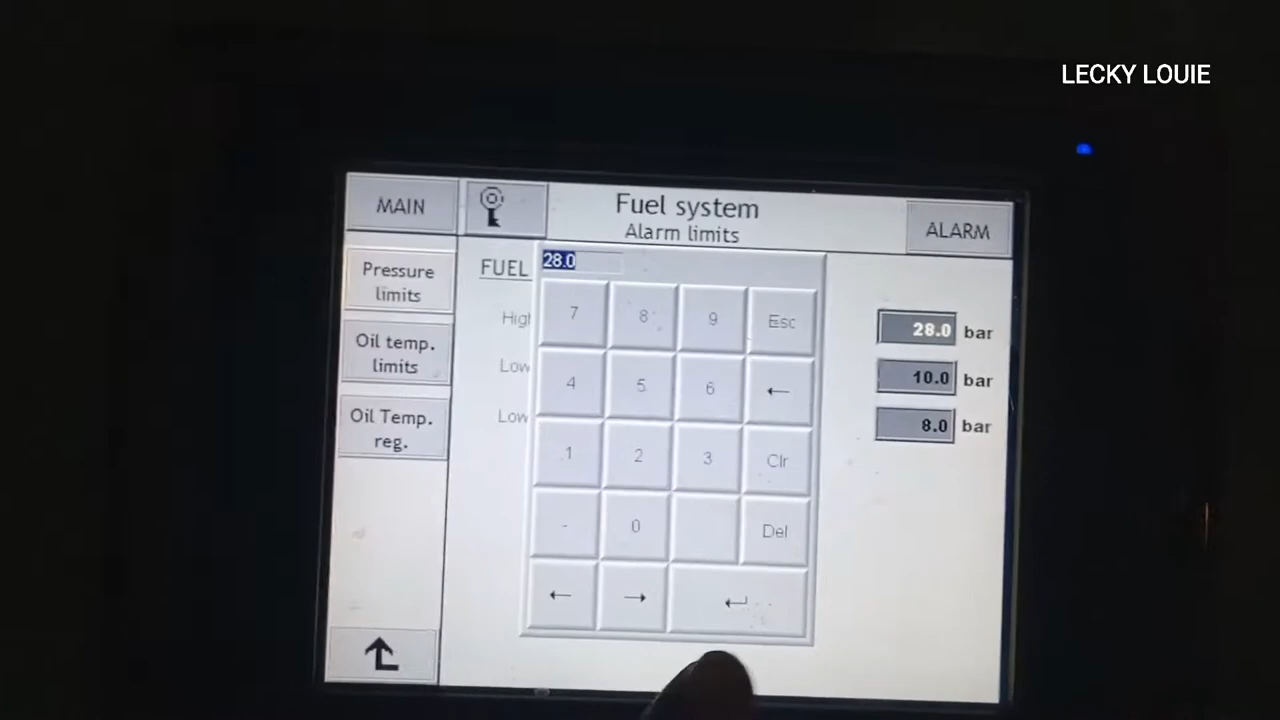 LECKY LOUIE
MAIN
Fuel system
Alarm limits
ALARM
Pressure
limits
Oil temp.
limits
Oil Temp.
reg.
FUEL
28.0
High
Low
Low
7 8 9 Esc
4 5 6 ←
1 2 3 Clr
- 0 Del
← → ↵
28.0 bar
10.0 bar
8.0 bar